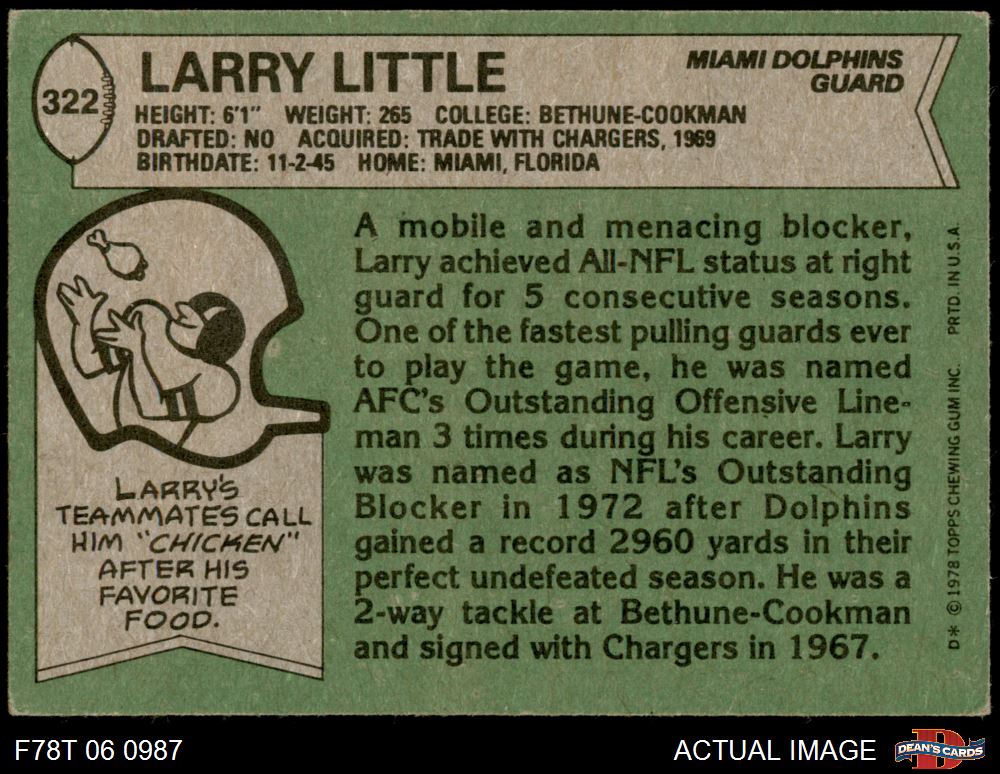 322
LARRY LITTLE
MIAMI DOLPHINS
GUARD
HEIGHT: 6'1" WEIGHT: 265 COLLEGE: BETHUNE-COOKMAN
DRAFTED: NO ACQUIRED: TRADE WITH CHARGERS, 1969
BIRTHDATE: 11-2-45 HOME: MIAMI, FLORIDA
A mobile and menacing blocker,
Larry achieved All-NFL status at right
guard for 5 consecutive seasons.
One of the fastest pulling guards ever
to play the game, he was named
AFC's Outstanding Offensive Line-
man 3 times during his career. Larry
was named as NFL's Outstanding
Blocker in 1972 after Dolphins
gained a record 2960 yards in their
perfect undefeated season. He was a
2-way tackle at Bethune-Cookman
and signed with Chargers in 1967.
LARRY'S
TEAMMATES CALL
HIM "CHICKEN"
AFTER HIS
FAVORITE
FOOD.
D* © 1978 TOPPS CHEWING GUM INC. PRTD. IN U.S.A.
F78T 06 0987
ACTUAL IMAGE
D
DEAN'S CARDS